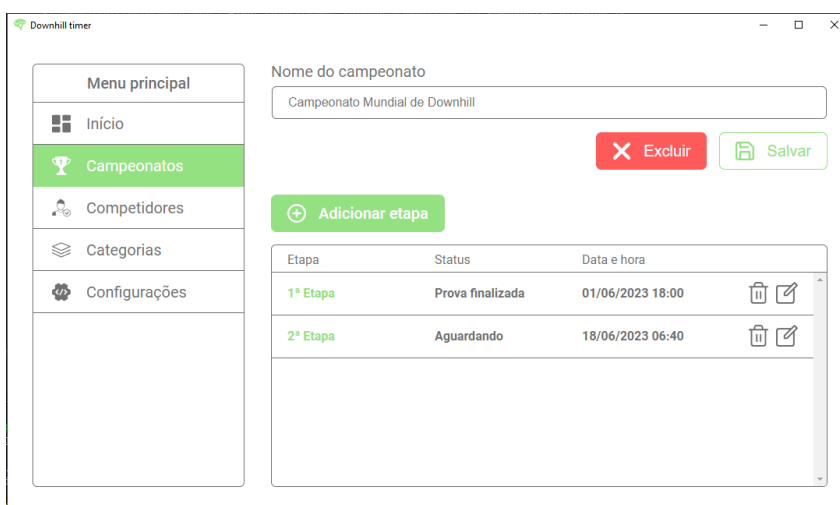 Downhill timer
Menu principal
Início
Campeonatos
Competidores
Categorias
Configurações
Nome do campeonato
Campeonato Mundial de Downhill
Excluir
Salvar
Adicionar etapa
Etapa Status Data e hora
1ª Etapa Prova finalizada 01/06/2023 18:00
2ª Etapa Aguardando 18/06/2023 06:40